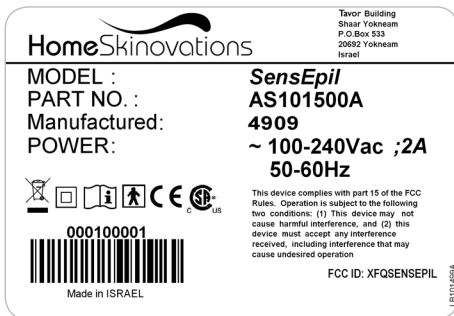 HomeSkinovations
Tavor Building
Shaar Yokneam
P.O.Box 533
20692 Yokneam
Israel
MODEL : SensEpil
PART NO. : AS101500A
Manufactured: 4909
POWER: ~ 100-240Vac ;2A
50-60Hz
C US
This device complies with part 15 of the FCC
Rules. Operation is subject to the following
two conditions: (1) This device may not
cause harmful interference, and (2) this
device must accept any interference
received, including interference that may
cause undesired operation
000100001
Made in ISRAEL
FCC ID: XFQSENSEPIL
LB101499A